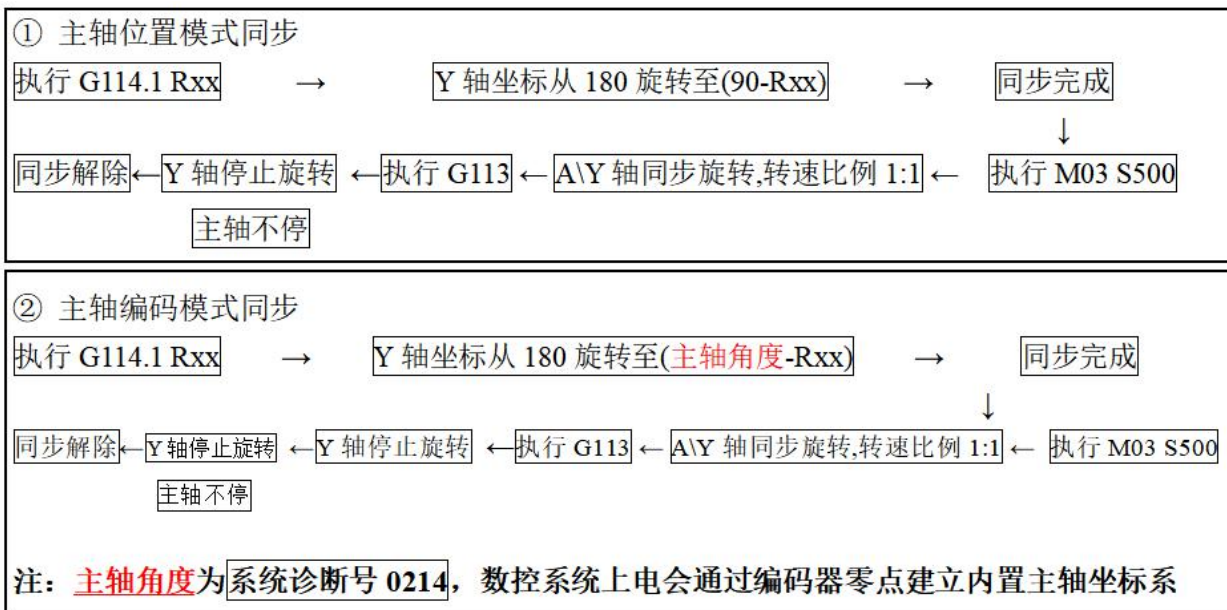 ① 主轴位置模式同步
执行 G114.1 Rxx → Y 轴坐标从 180 旋转至(90-Rxx) → 同步完成
↓
同步解除←Y 轴停止旋转 ←执行 G113←A\Y 轴同步旋转,转速比例 1:1← 执行 M03 S500
主轴不停
② 主轴编码模式同步
执行 G114.1 Rxx → Y 轴坐标从 180 旋转至(主轴角度-Rxx) → 同步完成
↓
同步解除←Y 轴停止旋转 ←Y 轴停止旋转 ←执行 G113← A\Y 轴同步旋转,转速比例 1:1← 执行 M03 S500
主轴不停
注：主轴角度为系统诊断号 0214，数控系统上电会通过编码器零点建立内置主轴坐标系